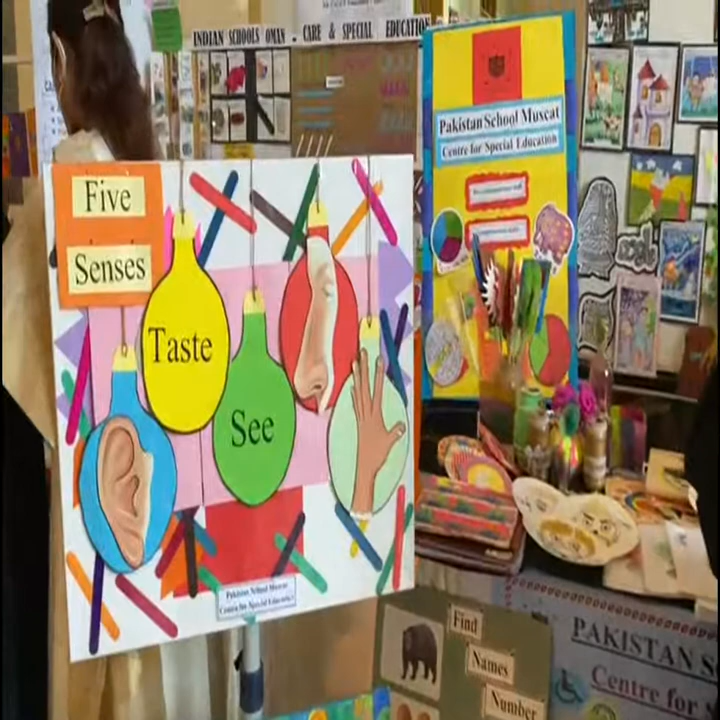 INDIAN SCHOOLS OMAN . CARE & SPECIAL EDUCATION
Pakistan School Muscat
Centre for Special Education
Five
Senses
Taste
See
Pakistan School Muscat
Centre for Special Education
Find
Names
Number
PAKISTAN S
Centre for